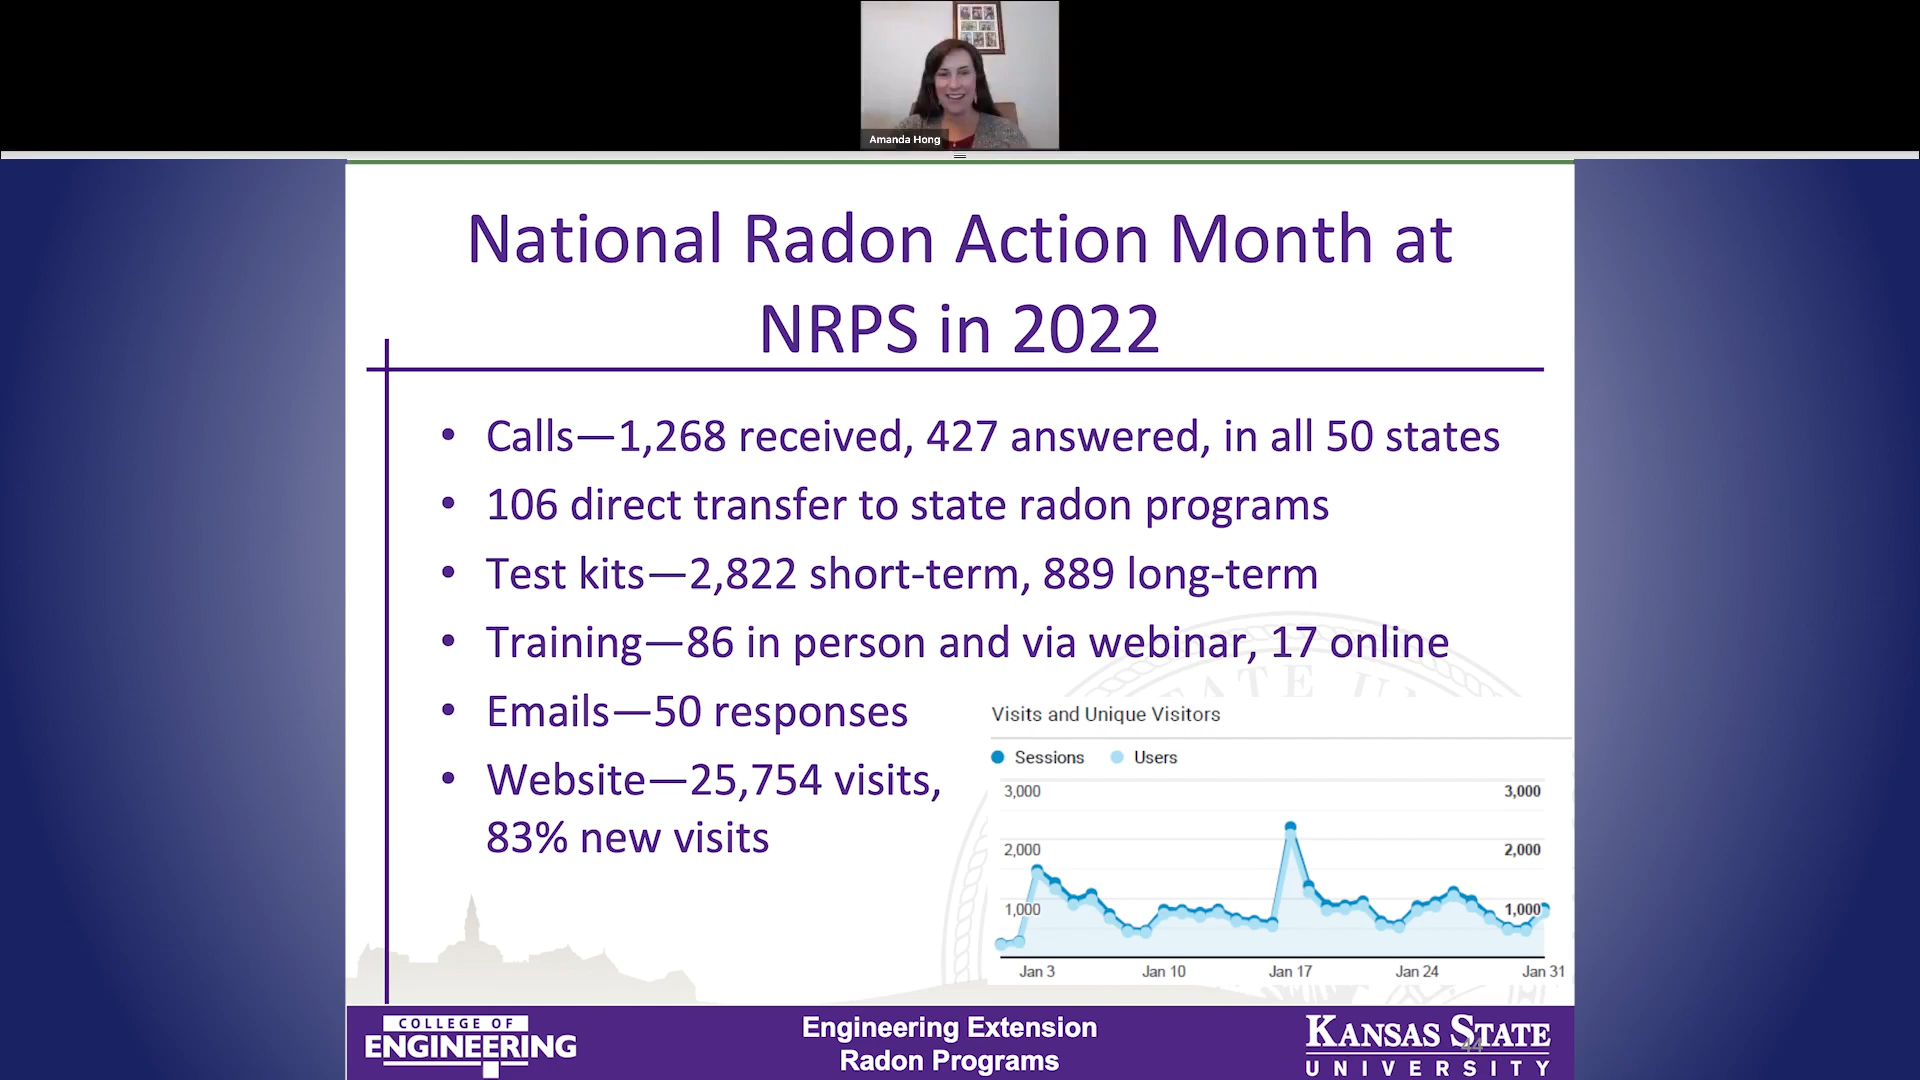 Amanda Hong
National Radon Action Month at
NRPS in 2022
• Calls—1,268 received, 427 answered, in all 50 states
• 106 direct transfer to state radon programs
• Test kits—2,822 short-term, 889 long-term
• Training—86 in person and via webinar, 17 online
• Emails—50 responses
• Website—25,754 visits,
83% new visits
STATE UN
Visits and Unique Visitors
Sessions Users
3,000 3,000
2,000 2,000
1,000 1,000
Jan 3 Jan 10 Jan 17 Jan 24 Jan 31
COLLEGE OF
ENGINEERING
Engineering Extension
Radon Programs
KANSAS STATE
UNIVERSITY
44